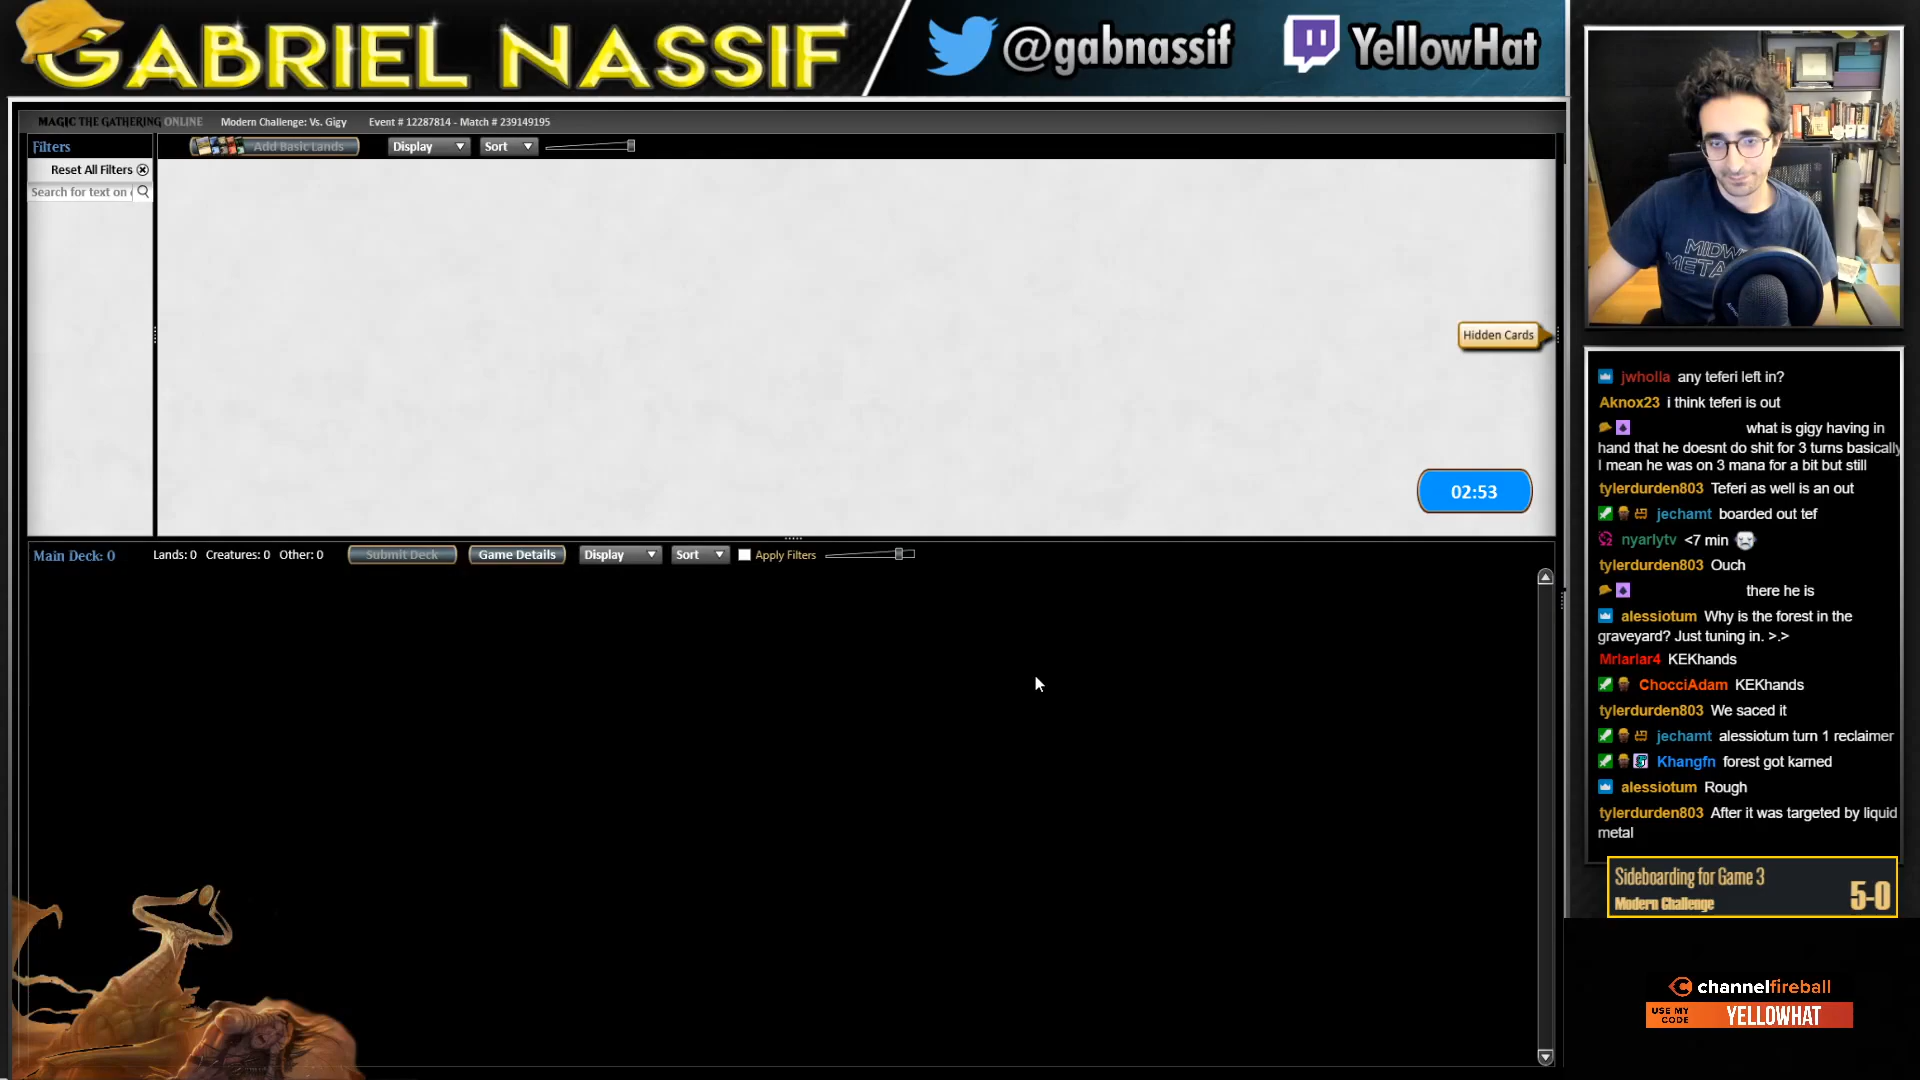 GABRIEL NASSIF
@gabnassif
YellowHat
MAGIC THE GATHERING ONLINE Modern Challenge: Vs. Gigy Event # 12287814 - Match # 239149195
Filters
Add Basic Lands Display Sort
Reset All Filters
Search for text on
Hidden Cards
02:53
Main Deck: 0 Lands: 0 Creatures: 0 Other: 0 Submit Deck Game Details Display Sort Apply Filters
MIDW
META
jwholla any teferi left in?
Aknox23 i think teferi is out
what is gigy having in
hand that he doesnt do shit for 3 turns basically
I mean he was on 3 mana for a bit but still
tylerdurden803 Teferi as well is an out
jechamt boarded out tef
nyarlytv <7 min
tylerdurden803 Ouch
there he is
alessiotum Why is the forest in the
graveyard? Just tuning in. >.>
Mrlarlar4 KEKhands
ChocciAdam KEKhands
tylerdurden803 We saced it
jechamt alessiotum turn 1 reclaimer
Khangfn forest got karned
alessiotum Rough
tylerdurden803 After it was targeted by liquid
metal
Sideboarding for Game 3
Modern Challenge
5-0
channelfireball
USE MY
CODE
YELLOWHAT